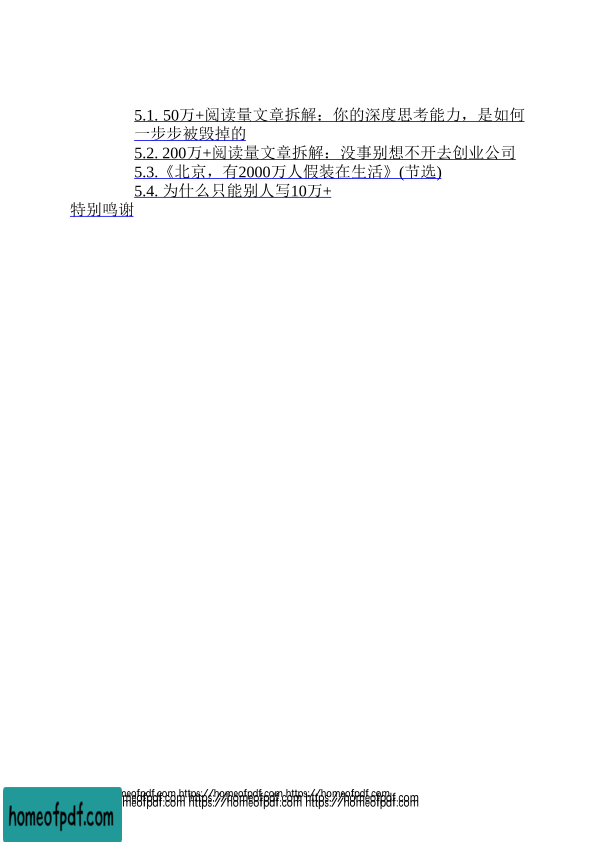 5.1. 50万+阅读量文章拆解：你的深度思考能力，是如何
一步步被毁掉的
5.2. 200万+阅读量文章拆解：没事别想不开去创业公司
5.3.《北京，有2000万人假装在生活》(节选)
5.4. 为什么只能别人写10万+
特别鸣谢
homeofpdf.com https://homeofpdf.com https://homeofpdf.com
homeofpdf.com https://homeofpdf.com https://homeofpdf.com
homeofpdf.com